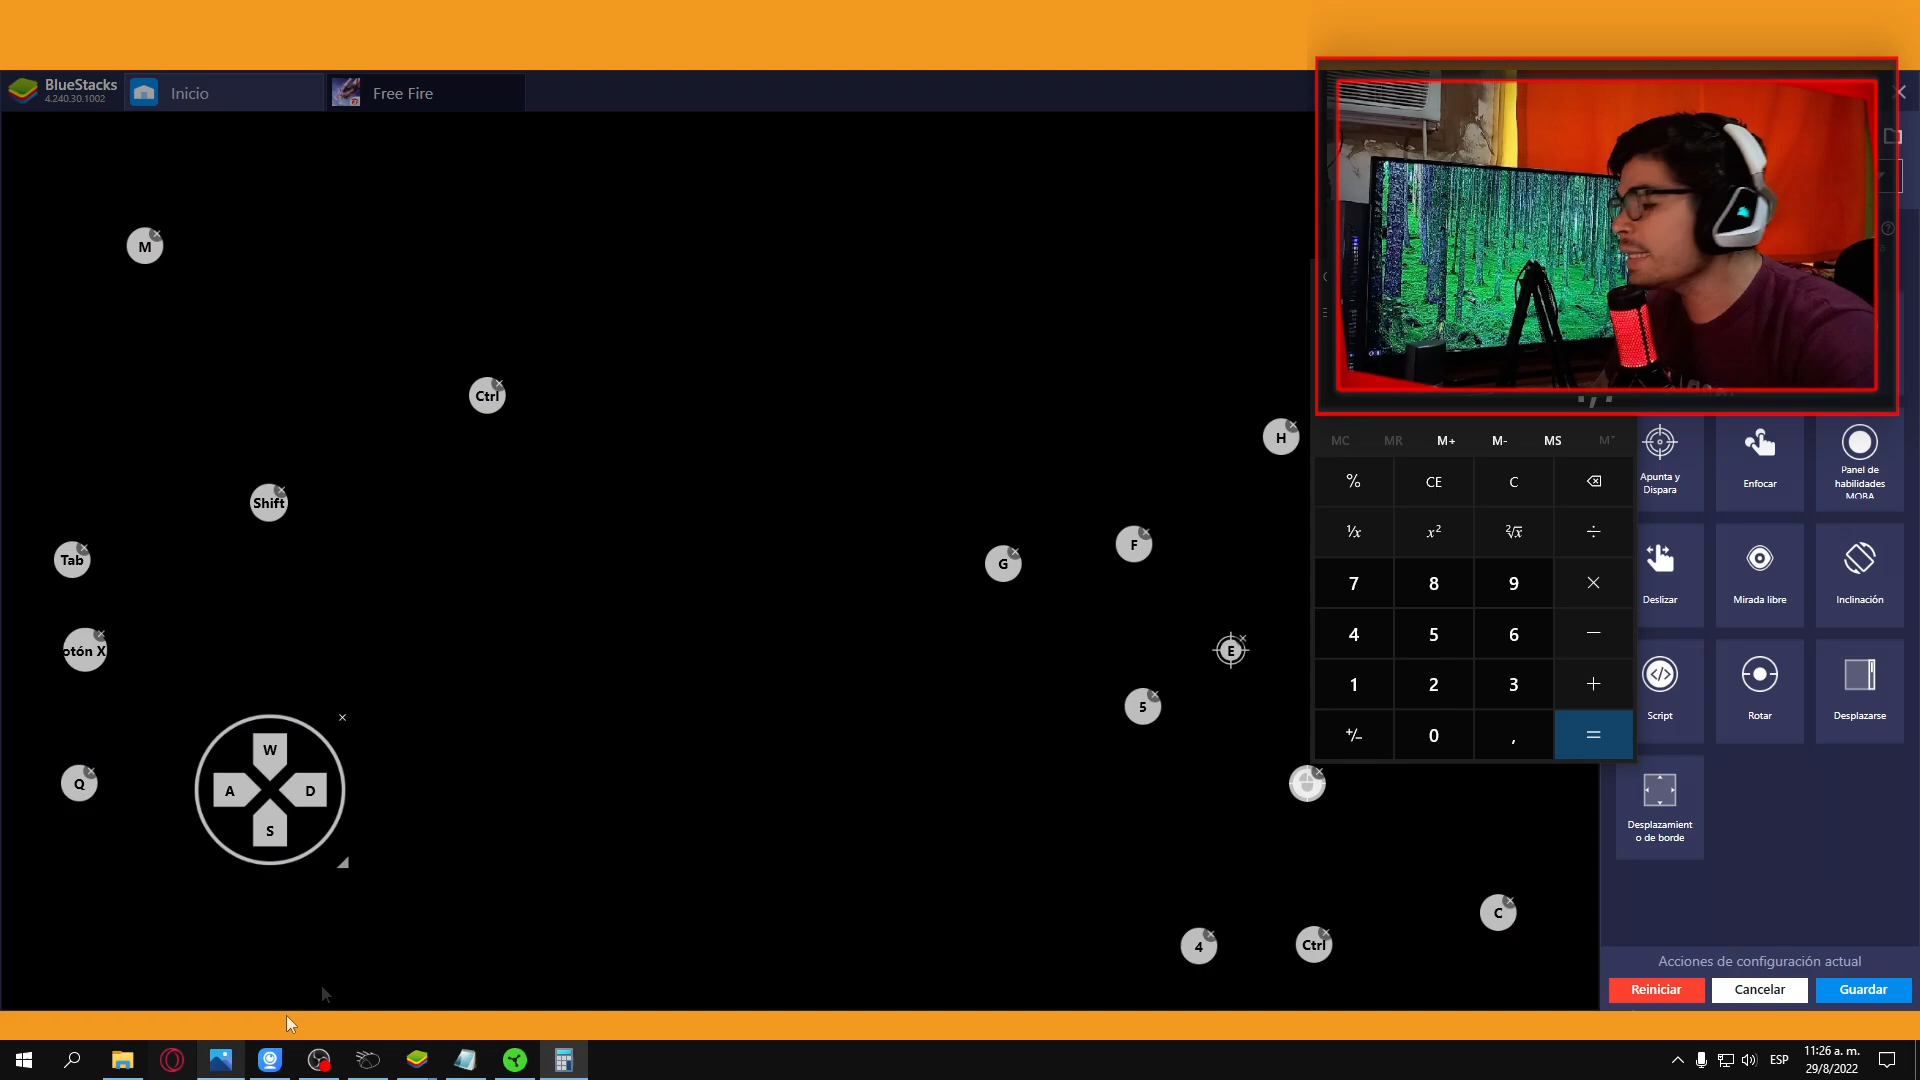 BlueStacks
4.240.30.1002
Inicio
Free Fire
M
Ctrl
H
Shift
Tab
G
F
otón X
E
5
Q
W
A
D
S
C
4
Ctrl
MC MR M+ M- MS M˅
% CE C
¹/x x² ²√x ÷
7 8 9 ×
4 5 6 −
1 2 3 +
+/− 0 , =
Apunta y
Dispara
Enfocar
Panel de
habilidades
MOBA
Deslizar
Mirada libre
Inclinación
Script
Rotar
Desplazarse
Desplazamient
o de borde
Acciones de configuración actual
Reiniciar
Cancelar
Guardar
ESP
11:26 a. m.
29/8/2022